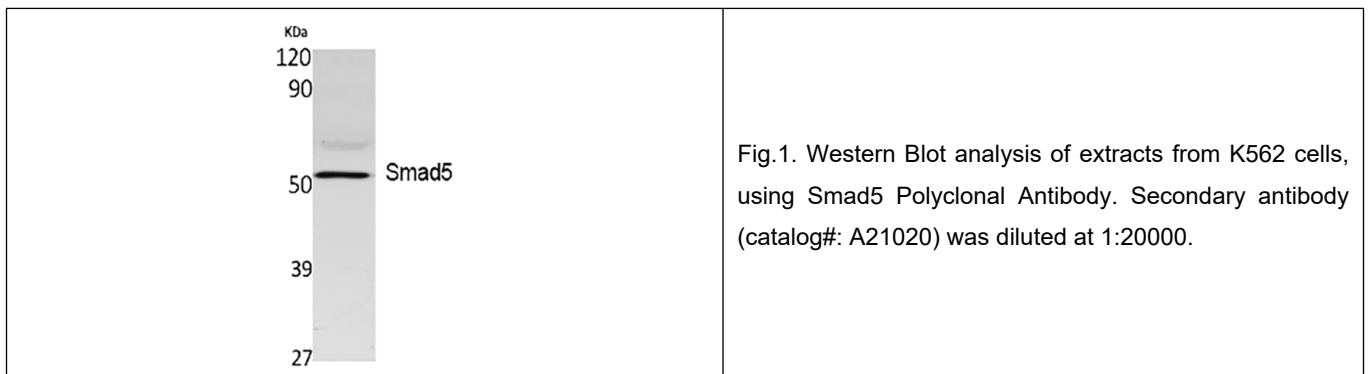 KDa
120
90
Smad5
50
39
27
Fig.1. Western Blot analysis of extracts from K562 cells,
using Smad5 Polyclonal Antibody. Secondary antibody
(catalog#: A21020) was diluted at 1:20000.